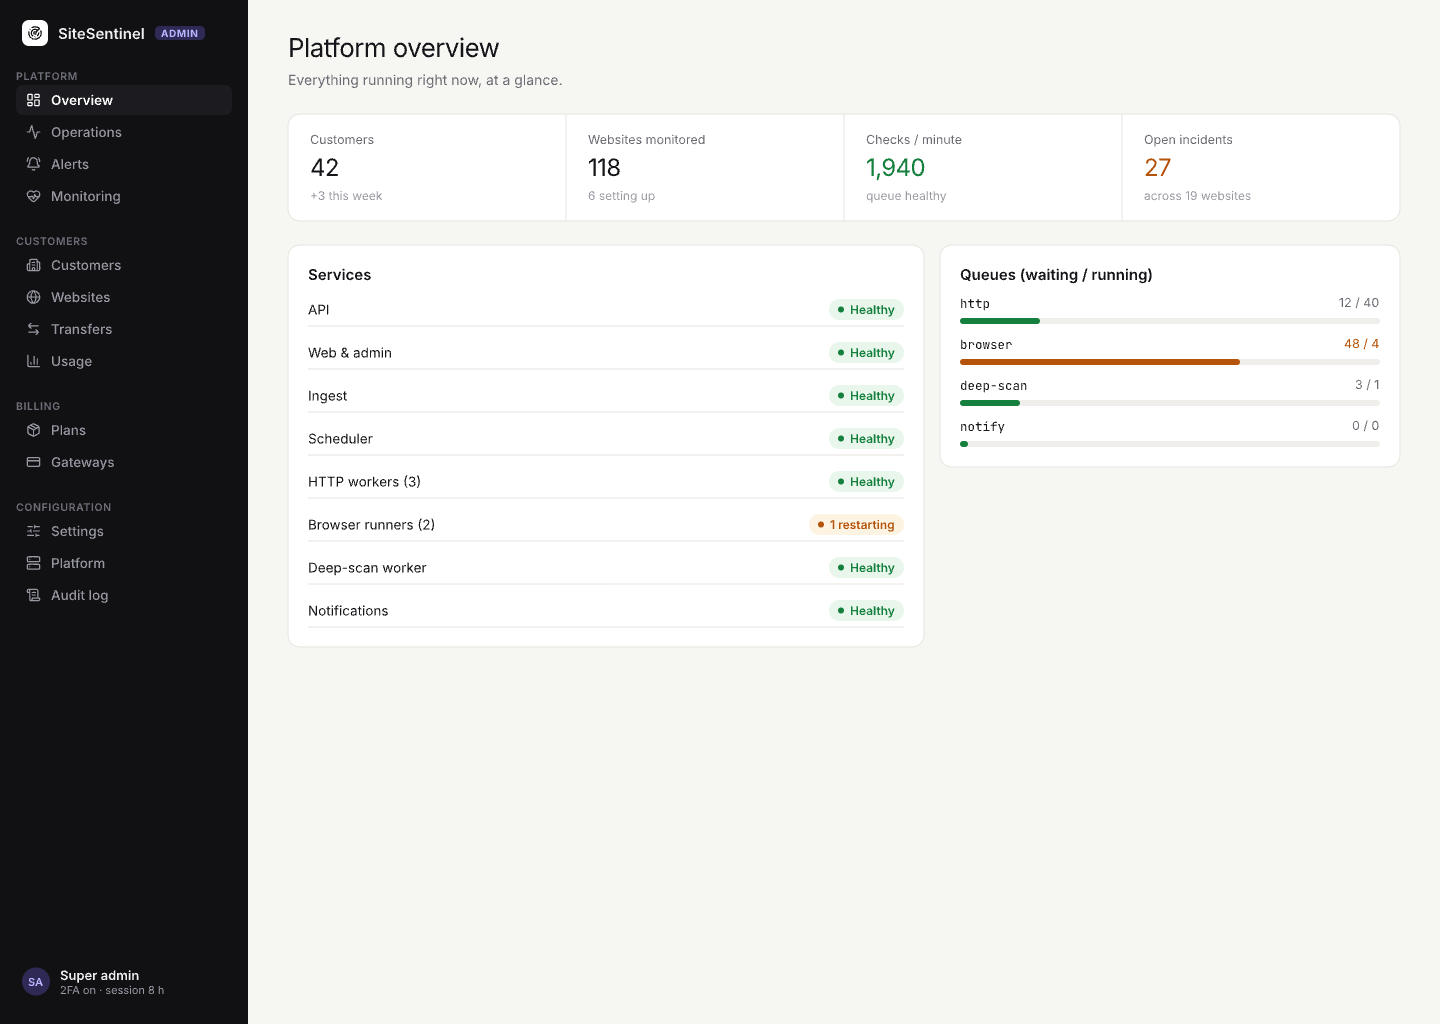 SiteSentinel ADMIN
PLATFORM
Overview
Operations
Alerts
Monitoring
CUSTOMERS
Customers
Websites
Transfers
Usage
BILLING
Plans
Gateways
CONFIGURATION
Settings
Platform
Audit log
SA
Super admin
2FA on · session 8 h
Platform overview
Everything running right now, at a glance.
Customers
42
+3 this week
Websites monitored
118
6 setting up
Checks / minute
1,940
queue healthy
Open incidents
27
across 19 websites
Services
API Healthy
Web & admin Healthy
Ingest Healthy
Scheduler Healthy
HTTP workers (3) Healthy
Browser runners (2) 1 restarting
Deep-scan worker Healthy
Notifications Healthy
Queues (waiting / running)
http 12 / 40
browser 48 / 4
deep-scan 3 / 1
notify 0 / 0